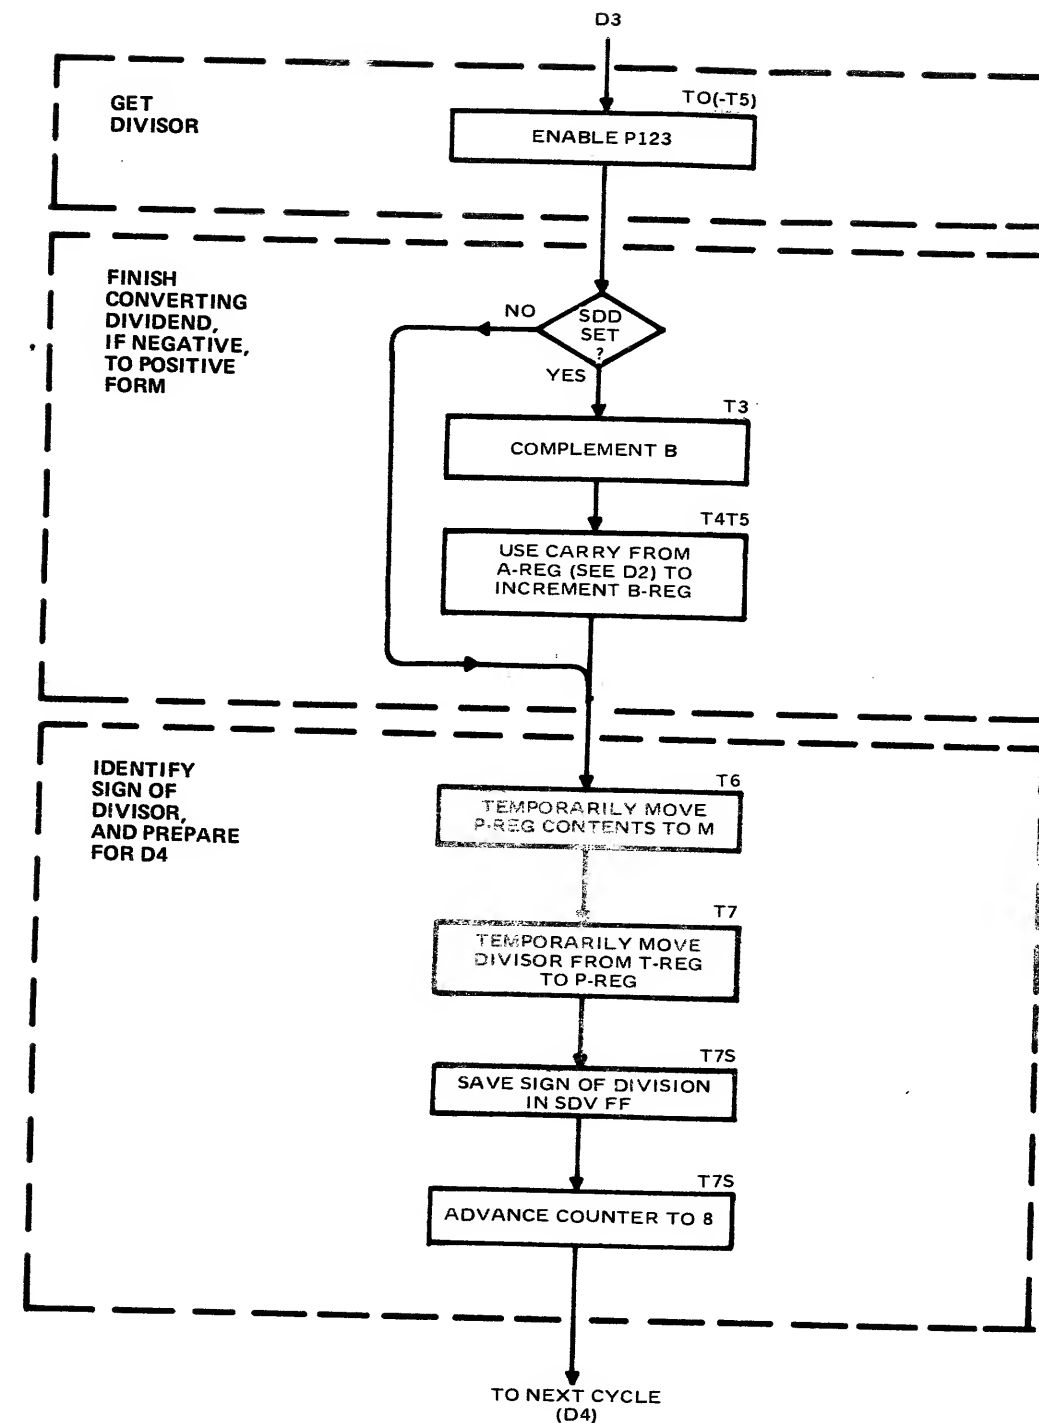 D3
GET
DIVISOR
TO(-T5)
ENABLE P123
FINISH
CONVERTING
DIVIDEND,
IF NEGATIVE,
TO POSITIVE
FORM
NO
SDD
SET
?
YES
T3
COMPLEMENT B
T4T5
USE CARRY FROM
A-REG (SEE D2) TO
INCREMENT B-REG
IDENTIFY
SIGN OF
DIVISOR,
AND PREPARE
FOR D4
T6
TEMPORARILY MOVE
P-REG CONTENTS TO M
T7
TEMPORARILY MOVE
DIVISOR FROM T-REG
TO P-REG
T7S
SAVE SIGN OF DIVISION
IN SDV FF
T7S
ADVANCE COUNTER TO 8
TO NEXT CYCLE
(D4)